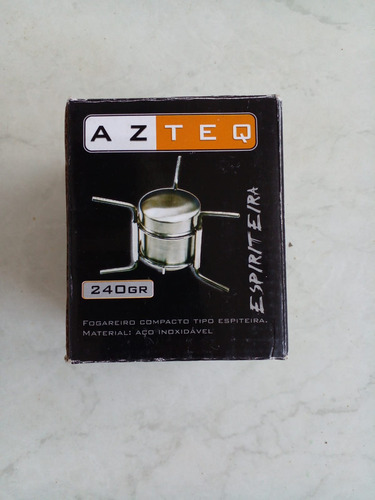 AZTEQ
ESPIRITEIRA
240GR
FOGAREIRO COMPACTO TIPO ESPITEIRA.
MATERIAL: AÇO INOXIDÁVEL